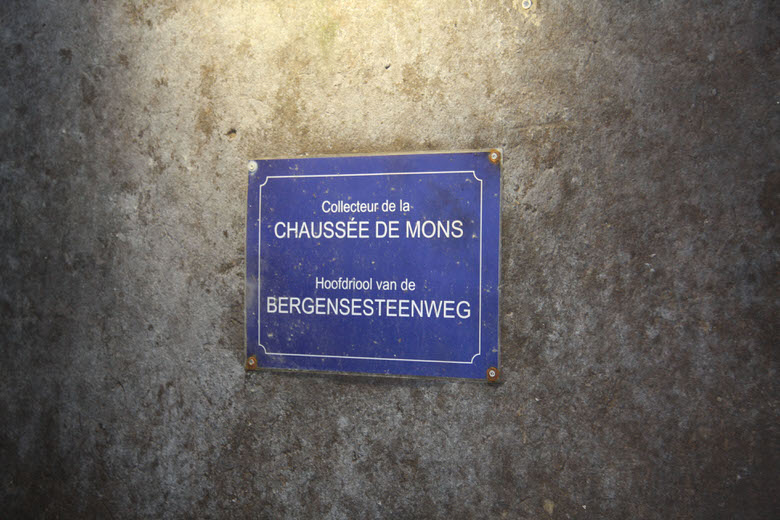 Collecteur de la
CHAUSSÉE DE MONS
Hoofdriool van de
BERGENSESTEENWEG